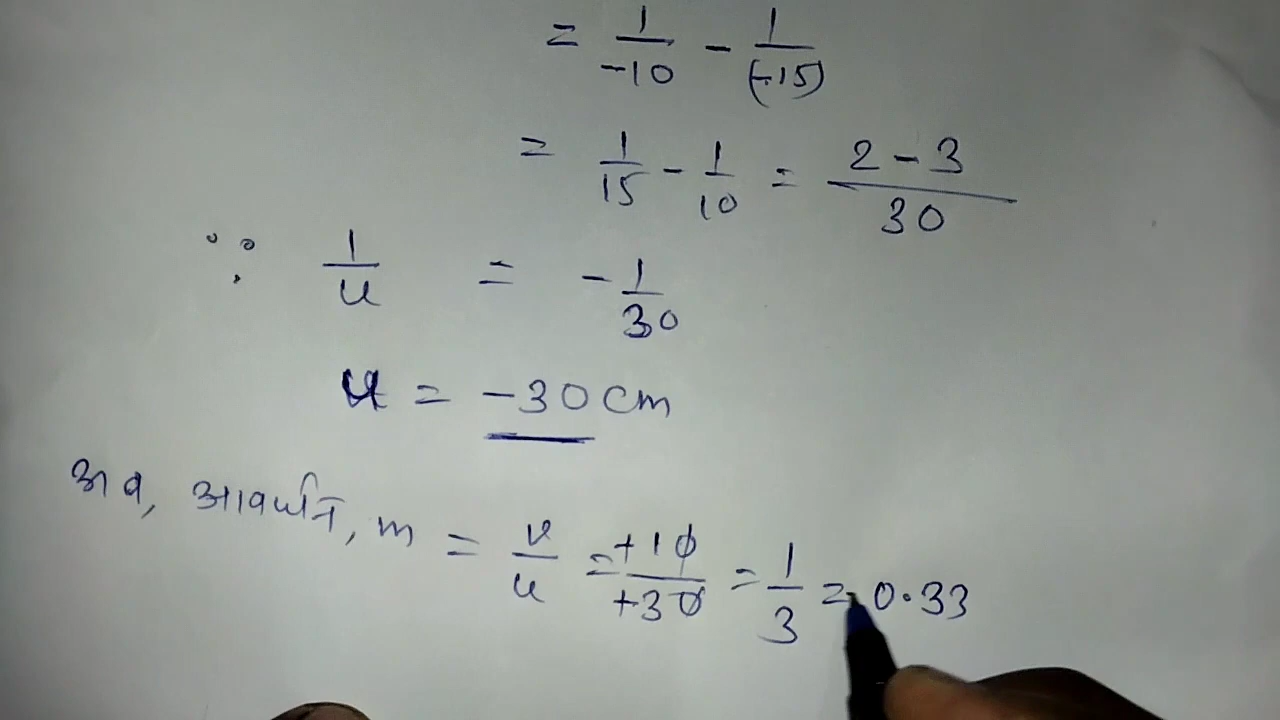 = 1/-10 - 1/(-15)
= 1/15 - 1/10 = 2-3/30
∵ 1/u = -1/30
u = -30 cm
अब, आवर्धन, m = v/u = +10/+30 = 1/3 = 0.33